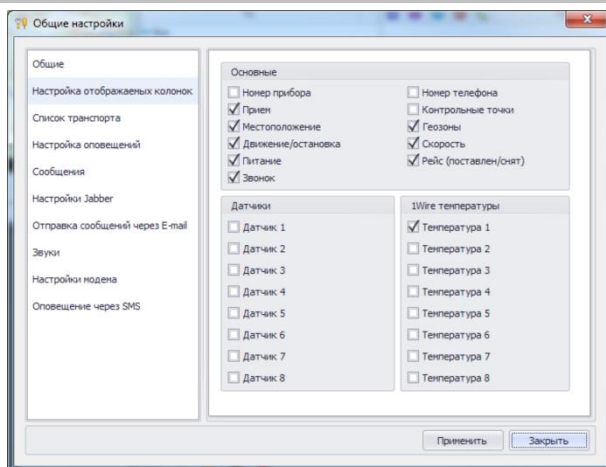 Общие настройки
Общие
Настройка отображаемых колонок
Список транспорта
Настройка оповещений
Сообщения
Настройки Jabber
Отправка сообщений через E-mail
Звуки
Настройки модема
Оповещение через SMS
Основные
Номер прибора
Номер телефона
Прием
Контрольные точки
Местоположение
Геозоны
Движение/остановка
Скорость
Питание
Рейс (поставлен/снят)
Звонок
Датчики
Датчик 1
Датчик 2
Датчик 3
Датчик 4
Датчик 5
Датчик 6
Датчик 7
Датчик 8
1Wire температуры
Температура 1
Температура 2
Температура 3
Температура 4
Температура 5
Температура 6
Температура 7
Температура 8
Применить
Закрыть